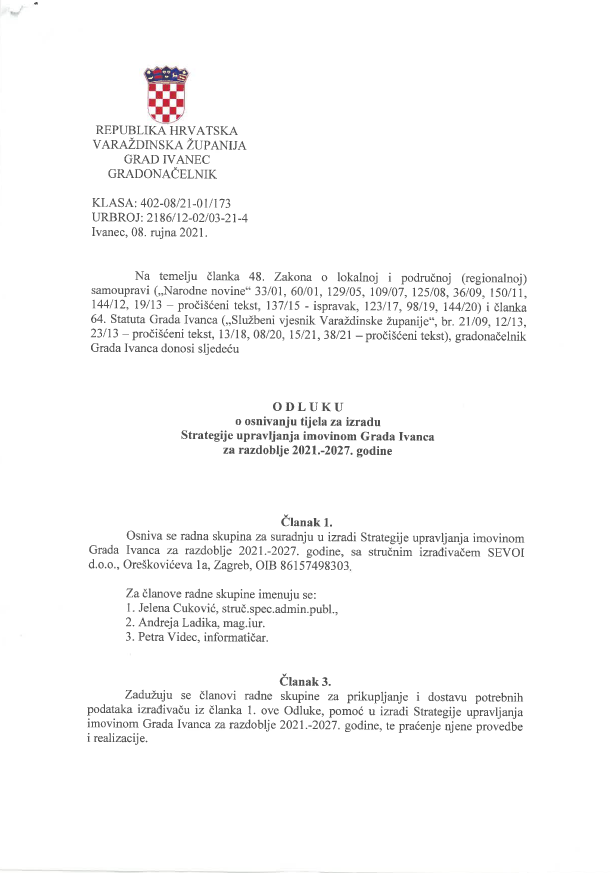 REPUBLIKA HRVATSKA
VARAŽDINSKA ŽUPANIJA
GRAD IVANEC
GRADONAČELNIK
KLASA: 402-08/21-01/173
URBROJ: 2186/12-02/03-21-4
Ivanec, 08. rujna 2021.
Na temelju članka 48. Zakona o lokalnoj i područnoj (regionalnoj)
samoupravi („Narodne novine“ 33/01, 60/01, 129/05, 109/07, 125/08, 36/09, 150/11,
144/12, 19/13 – pročišćeni tekst, 137/15 - ispravak, 123/17, 98/19, 144/20) i članka
64. Statuta Grada Ivanca („Službeni vjesnik Varaždinske županije“, br. 21/09, 12/13,
23/13 – pročišćeni tekst, 13/18, 08/20, 15/21, 38/21 – pročišćeni tekst), gradonačelnik
Grada Ivanca donosi sljedeću
O D L U K U
o osnivanju tijela za izradu
Strategije upravljanja imovinom Grada Ivanca
za razdoblje 2021.-2027. godine
Članak 1.
Osniva se radna skupina za suradnju u izradi Strategije upravljanja imovinom
Grada Ivanca za razdoblje 2021.-2027. godine, sa stručnim izrađivačem SEVOI
d.o.o., Oreškovićeva 1a, Zagreb, OIB 86157498303.
Za članove radne skupine imenuju se:
1. Jelena Cuković, struč.spec.admin.publ.,
2. Andreja Ladika, mag.iur.
3. Petra Videc, informatičar.
Članak 3.
Zadužuju se članovi radne skupine za prikupljanje i dostavu potrebnih
podataka izrađivaču iz članka 1. ove Odluke, pomoć u izradi Strategije upravljanja
imovinom Grada Ivanca za razdoblje 2021.-2027. godine, te praćenje njene provedbe
i realizacije.